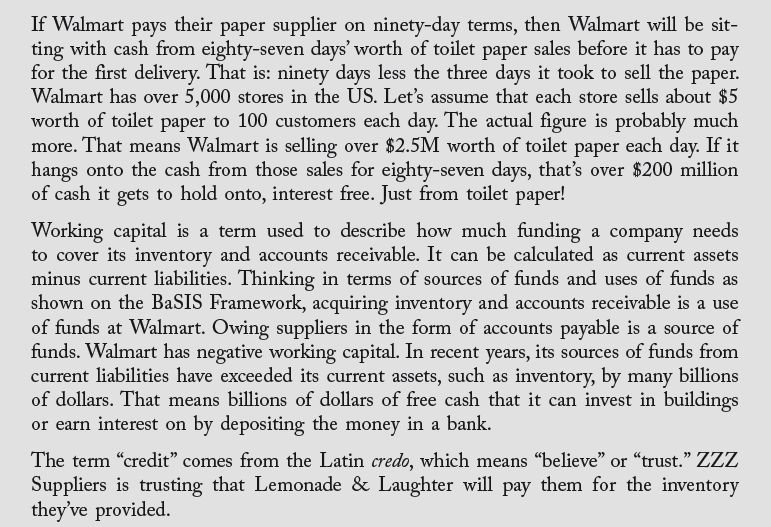 If Walmart pays their paper supplier on ninety-day terms, then Walmart will be sit-
ting with cash from eighty-seven days’ worth of toilet paper sales before it has to pay
for the first delivery. That is: ninety days less the three days it took to sell the paper.
Walmart has over 5,000 stores in the US. Let’s assume that each store sells about $5
worth of toilet paper to 100 customers each day. The actual figure is probably much
more. That means Walmart is selling over $2.5M worth of toilet paper each day. If it
hangs onto the cash from those sales for eighty-seven days, that’s over $200 million
of cash it gets to hold onto, interest free. Just from toilet paper!
Working capital is a term used to describe how much funding a company needs
to cover its inventory and accounts receivable. It can be calculated as current assets
minus current liabilities. Thinking in terms of sources of funds and uses of funds as
shown on the BaSIS Framework, acquiring inventory and accounts receivable is a use
of funds at Walmart. Owing suppliers in the form of accounts payable is a source of
funds. Walmart has negative working capital. In recent years, its sources of funds from
current liabilities have exceeded its current assets, such as inventory, by many billions
of dollars. That means billions of dollars of free cash that it can invest in buildings
or earn interest on by depositing the money in a bank.
The term “credit” comes from the Latin credo, which means “believe” or “trust.” ZZZ
Suppliers is trusting that Lemonade & Laughter will pay them for the inventory
they’ve provided.